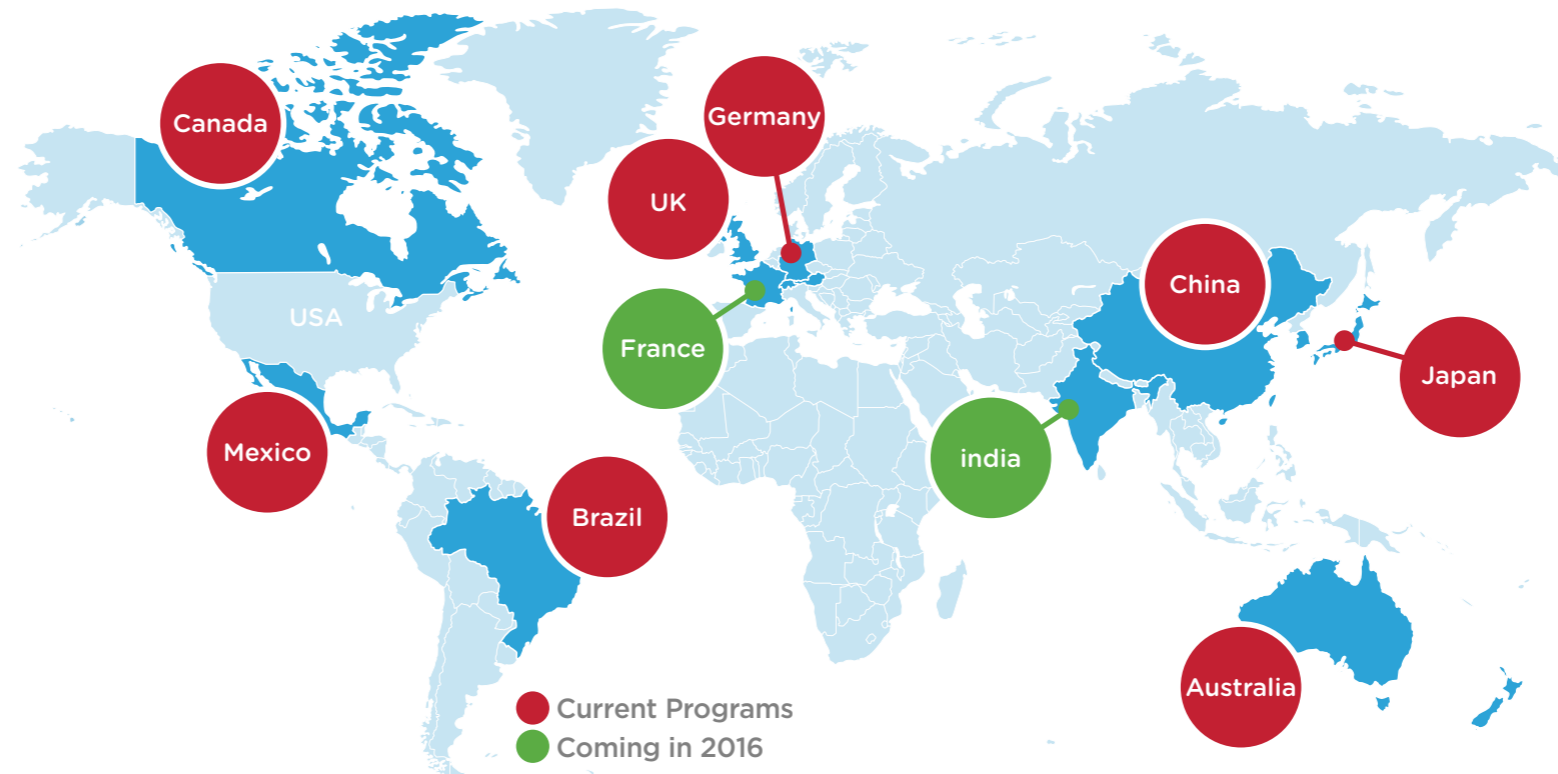 Canada
Germany
UK
China
USA
France
Japan
Mexico
india
Brazil
Australia
Current Programs
Coming in 2016